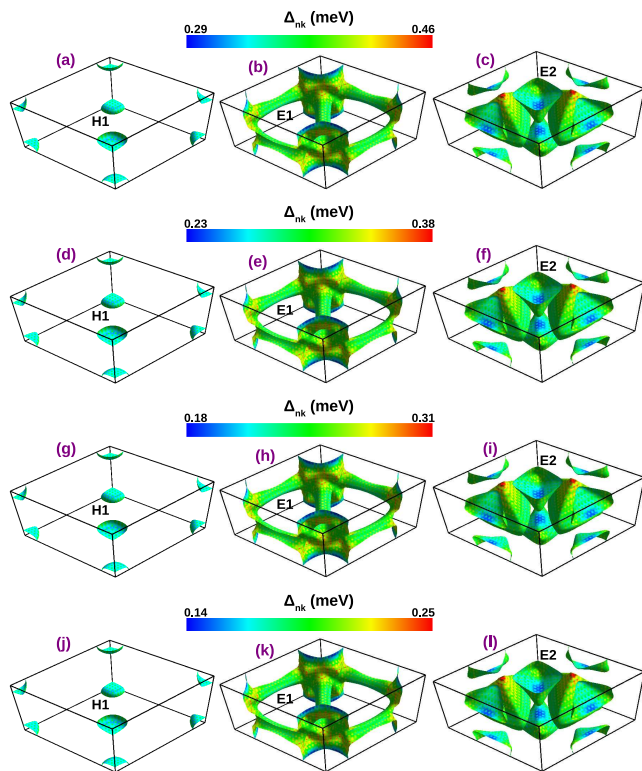 Δnk (meV)
0.29 0.46
(a) (b) (c)
H1 E1 E2
Δnk (meV)
0.23 0.38
(d) (e) (f)
H1 E1 E2
Δnk (meV)
0.18 0.31
(g) (h) (i)
H1 E1 E2
Δnk (meV)
0.14 0.25
(j) (k) (l)
H1 E1 E2